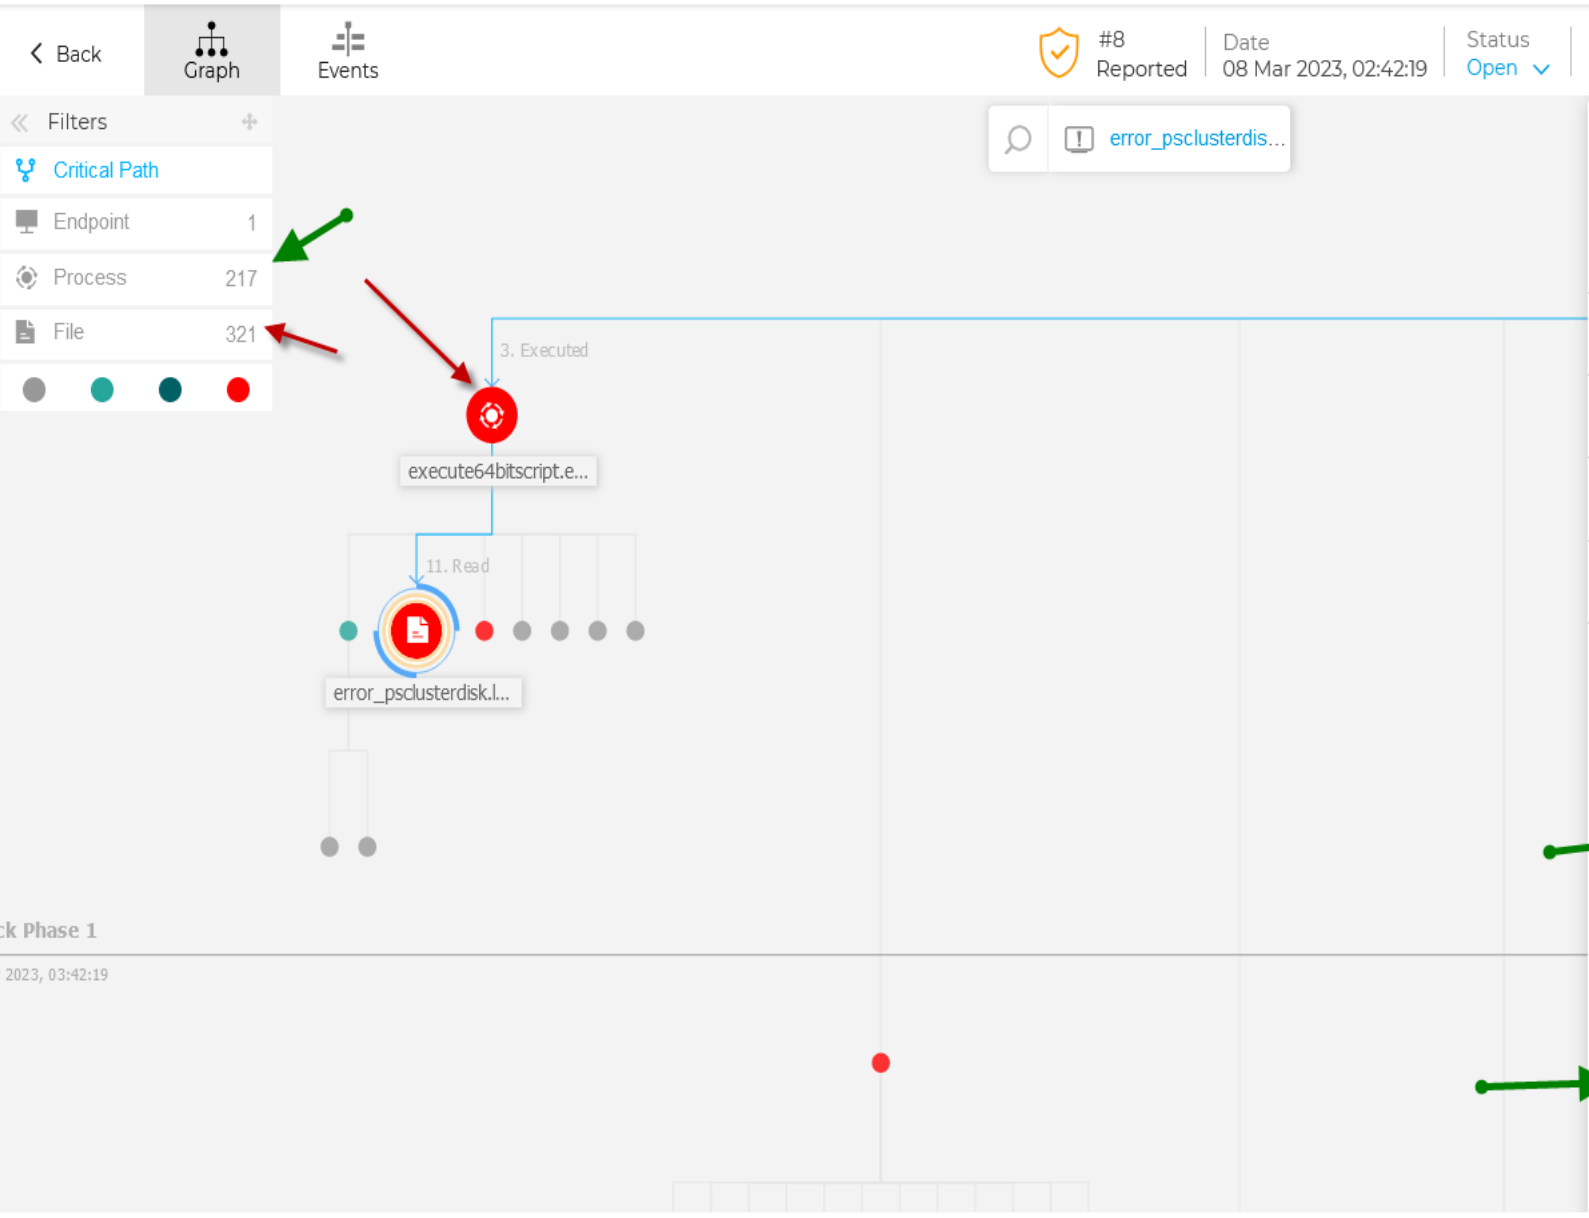 Back
Graph
Events
#8
Reported
Date
08 Mar 2023, 02:42:19
Status
Open
Filters
Critical Path
Endpoint 1
Process 217
File 321
error_psclusterdis...
3. Executed
execute64bitscript.e...
11. Read
error_psclusterdisk.l...
ck Phase 1
2023, 03:42:19